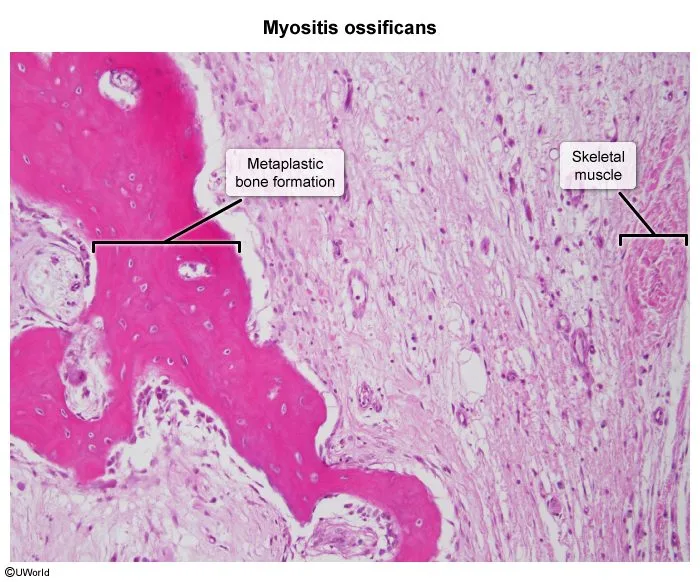 Myositis ossificans
Metaplastic
bone formation
Skeletal
muscle
©UWorld